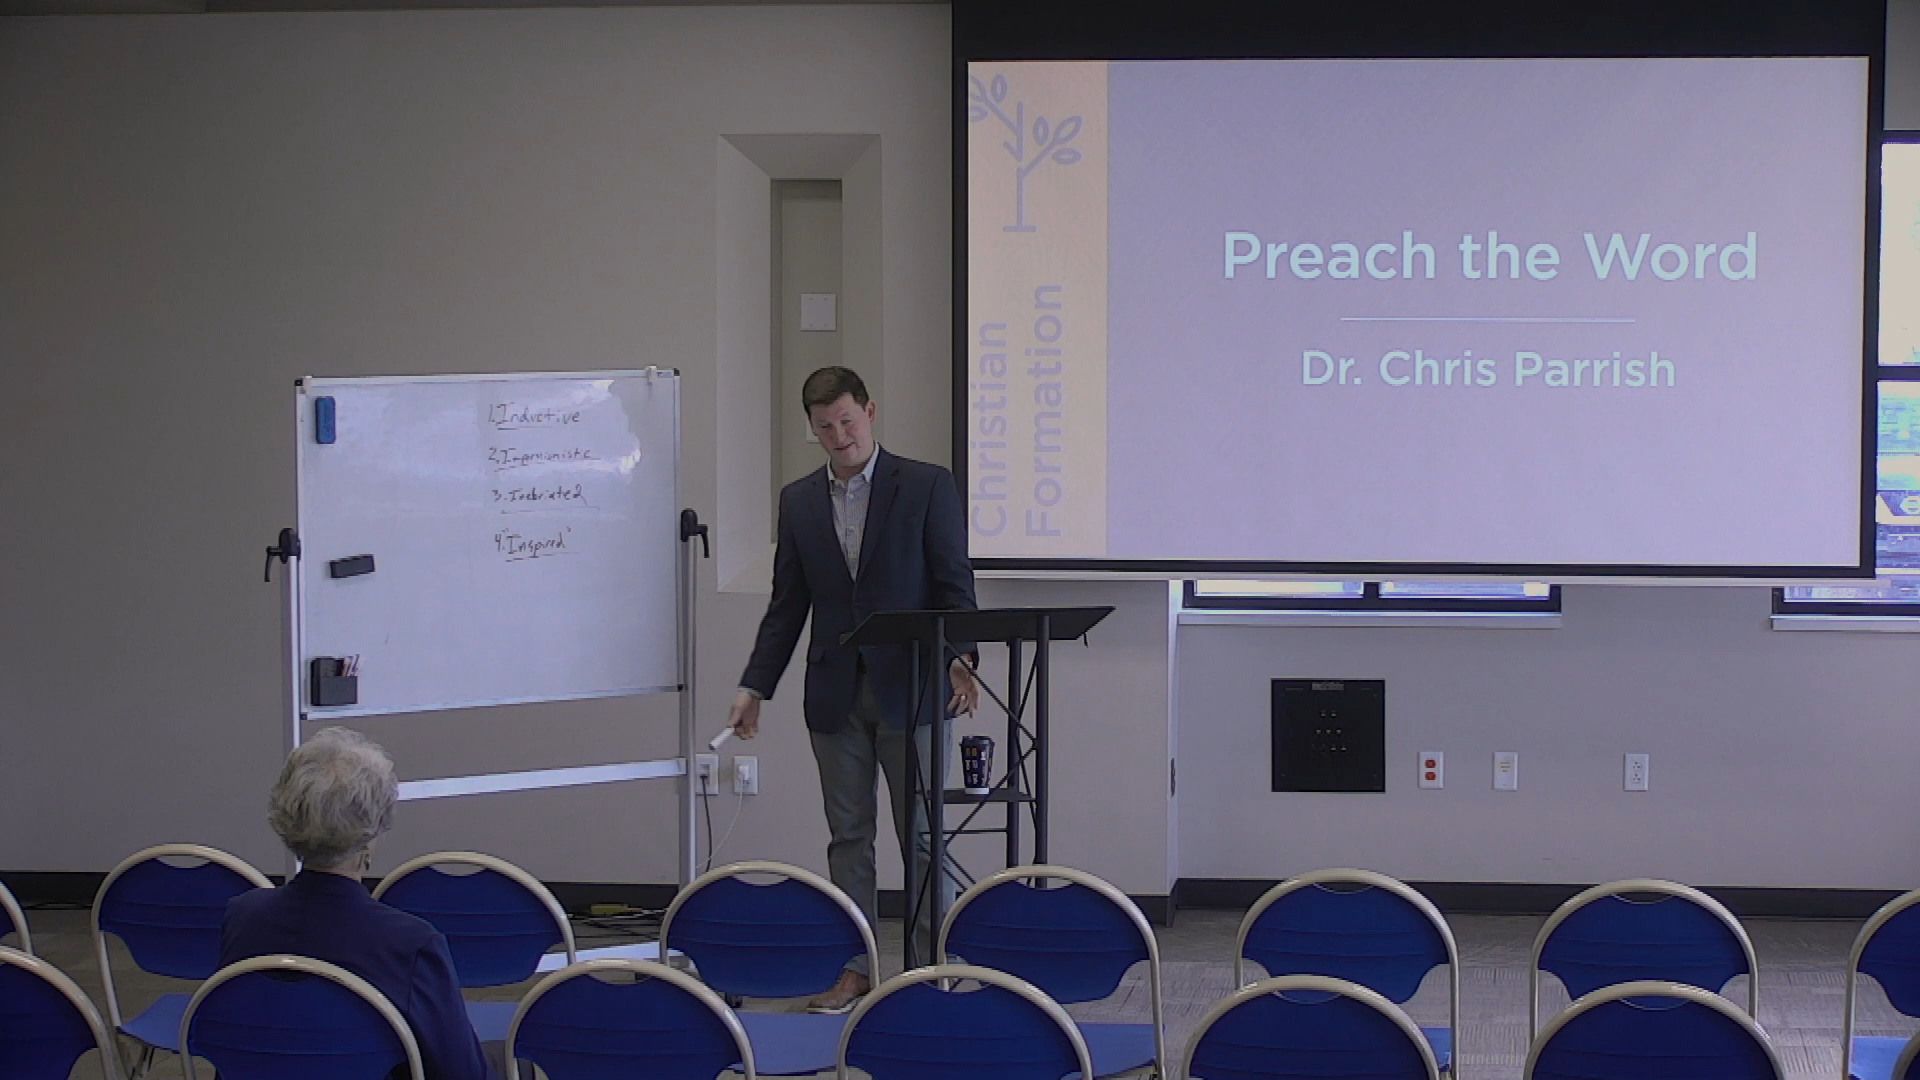 1. Inductive
2. Impressionistic
3. Inebriated
4. "Inspired"
Christian
Formation
Preach the Word
Dr. Chris Parrish